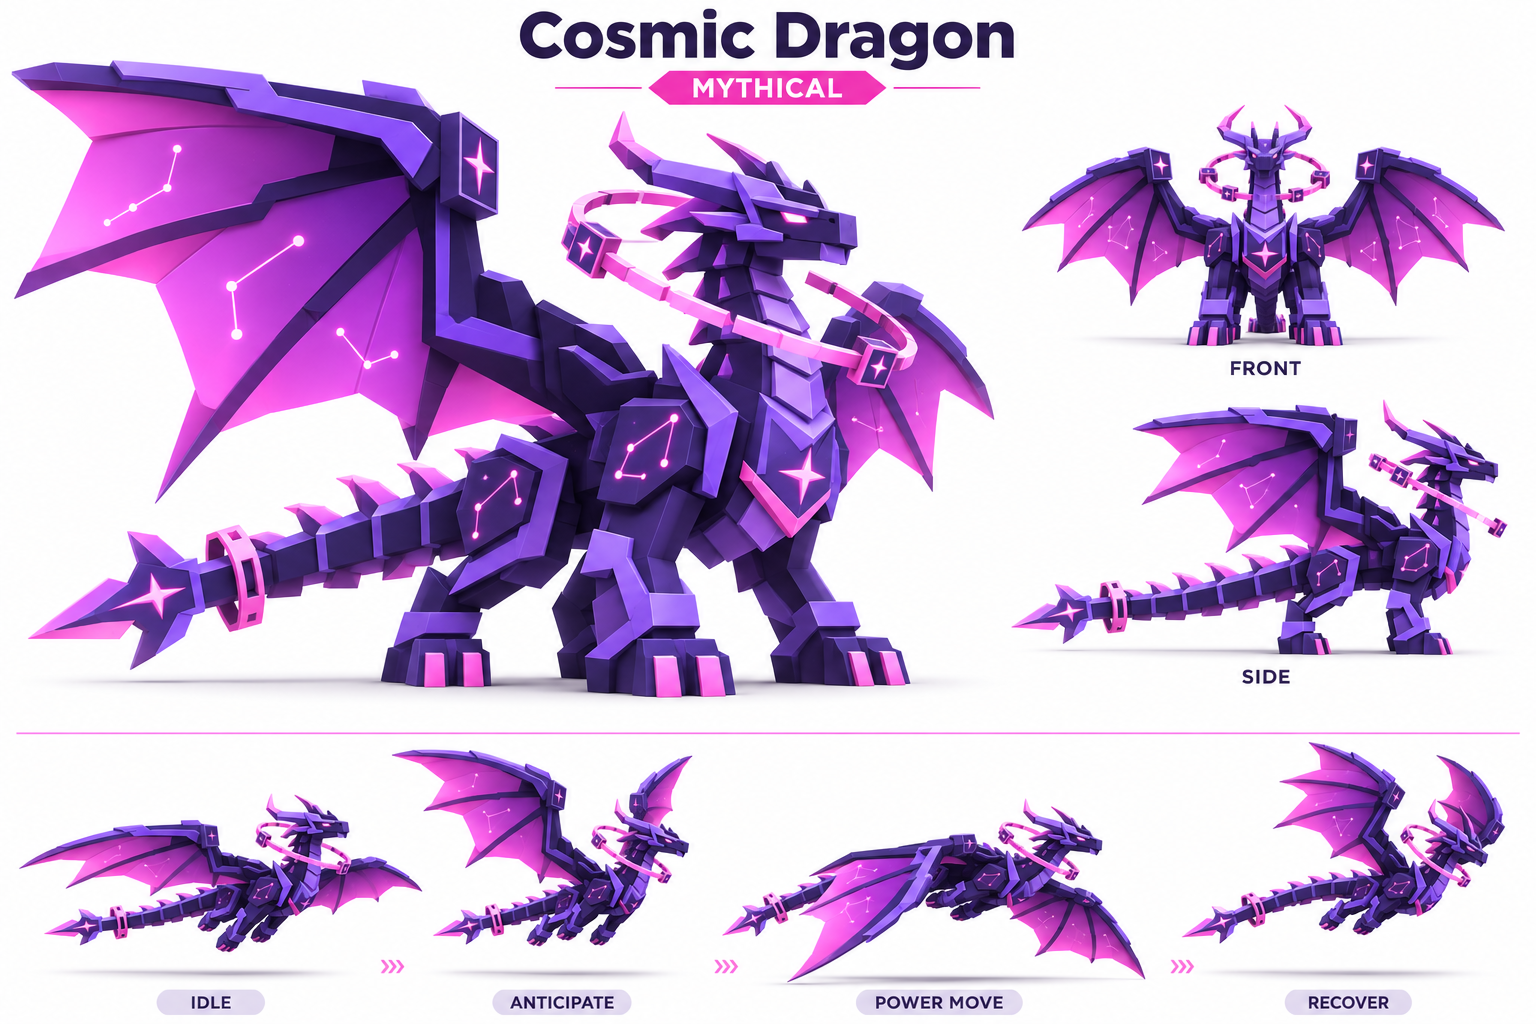 Cosmic Dragon
MYTHICAL
FRONT
SIDE
IDLE
ANTICIPATE
POWER MOVE
RECOVER